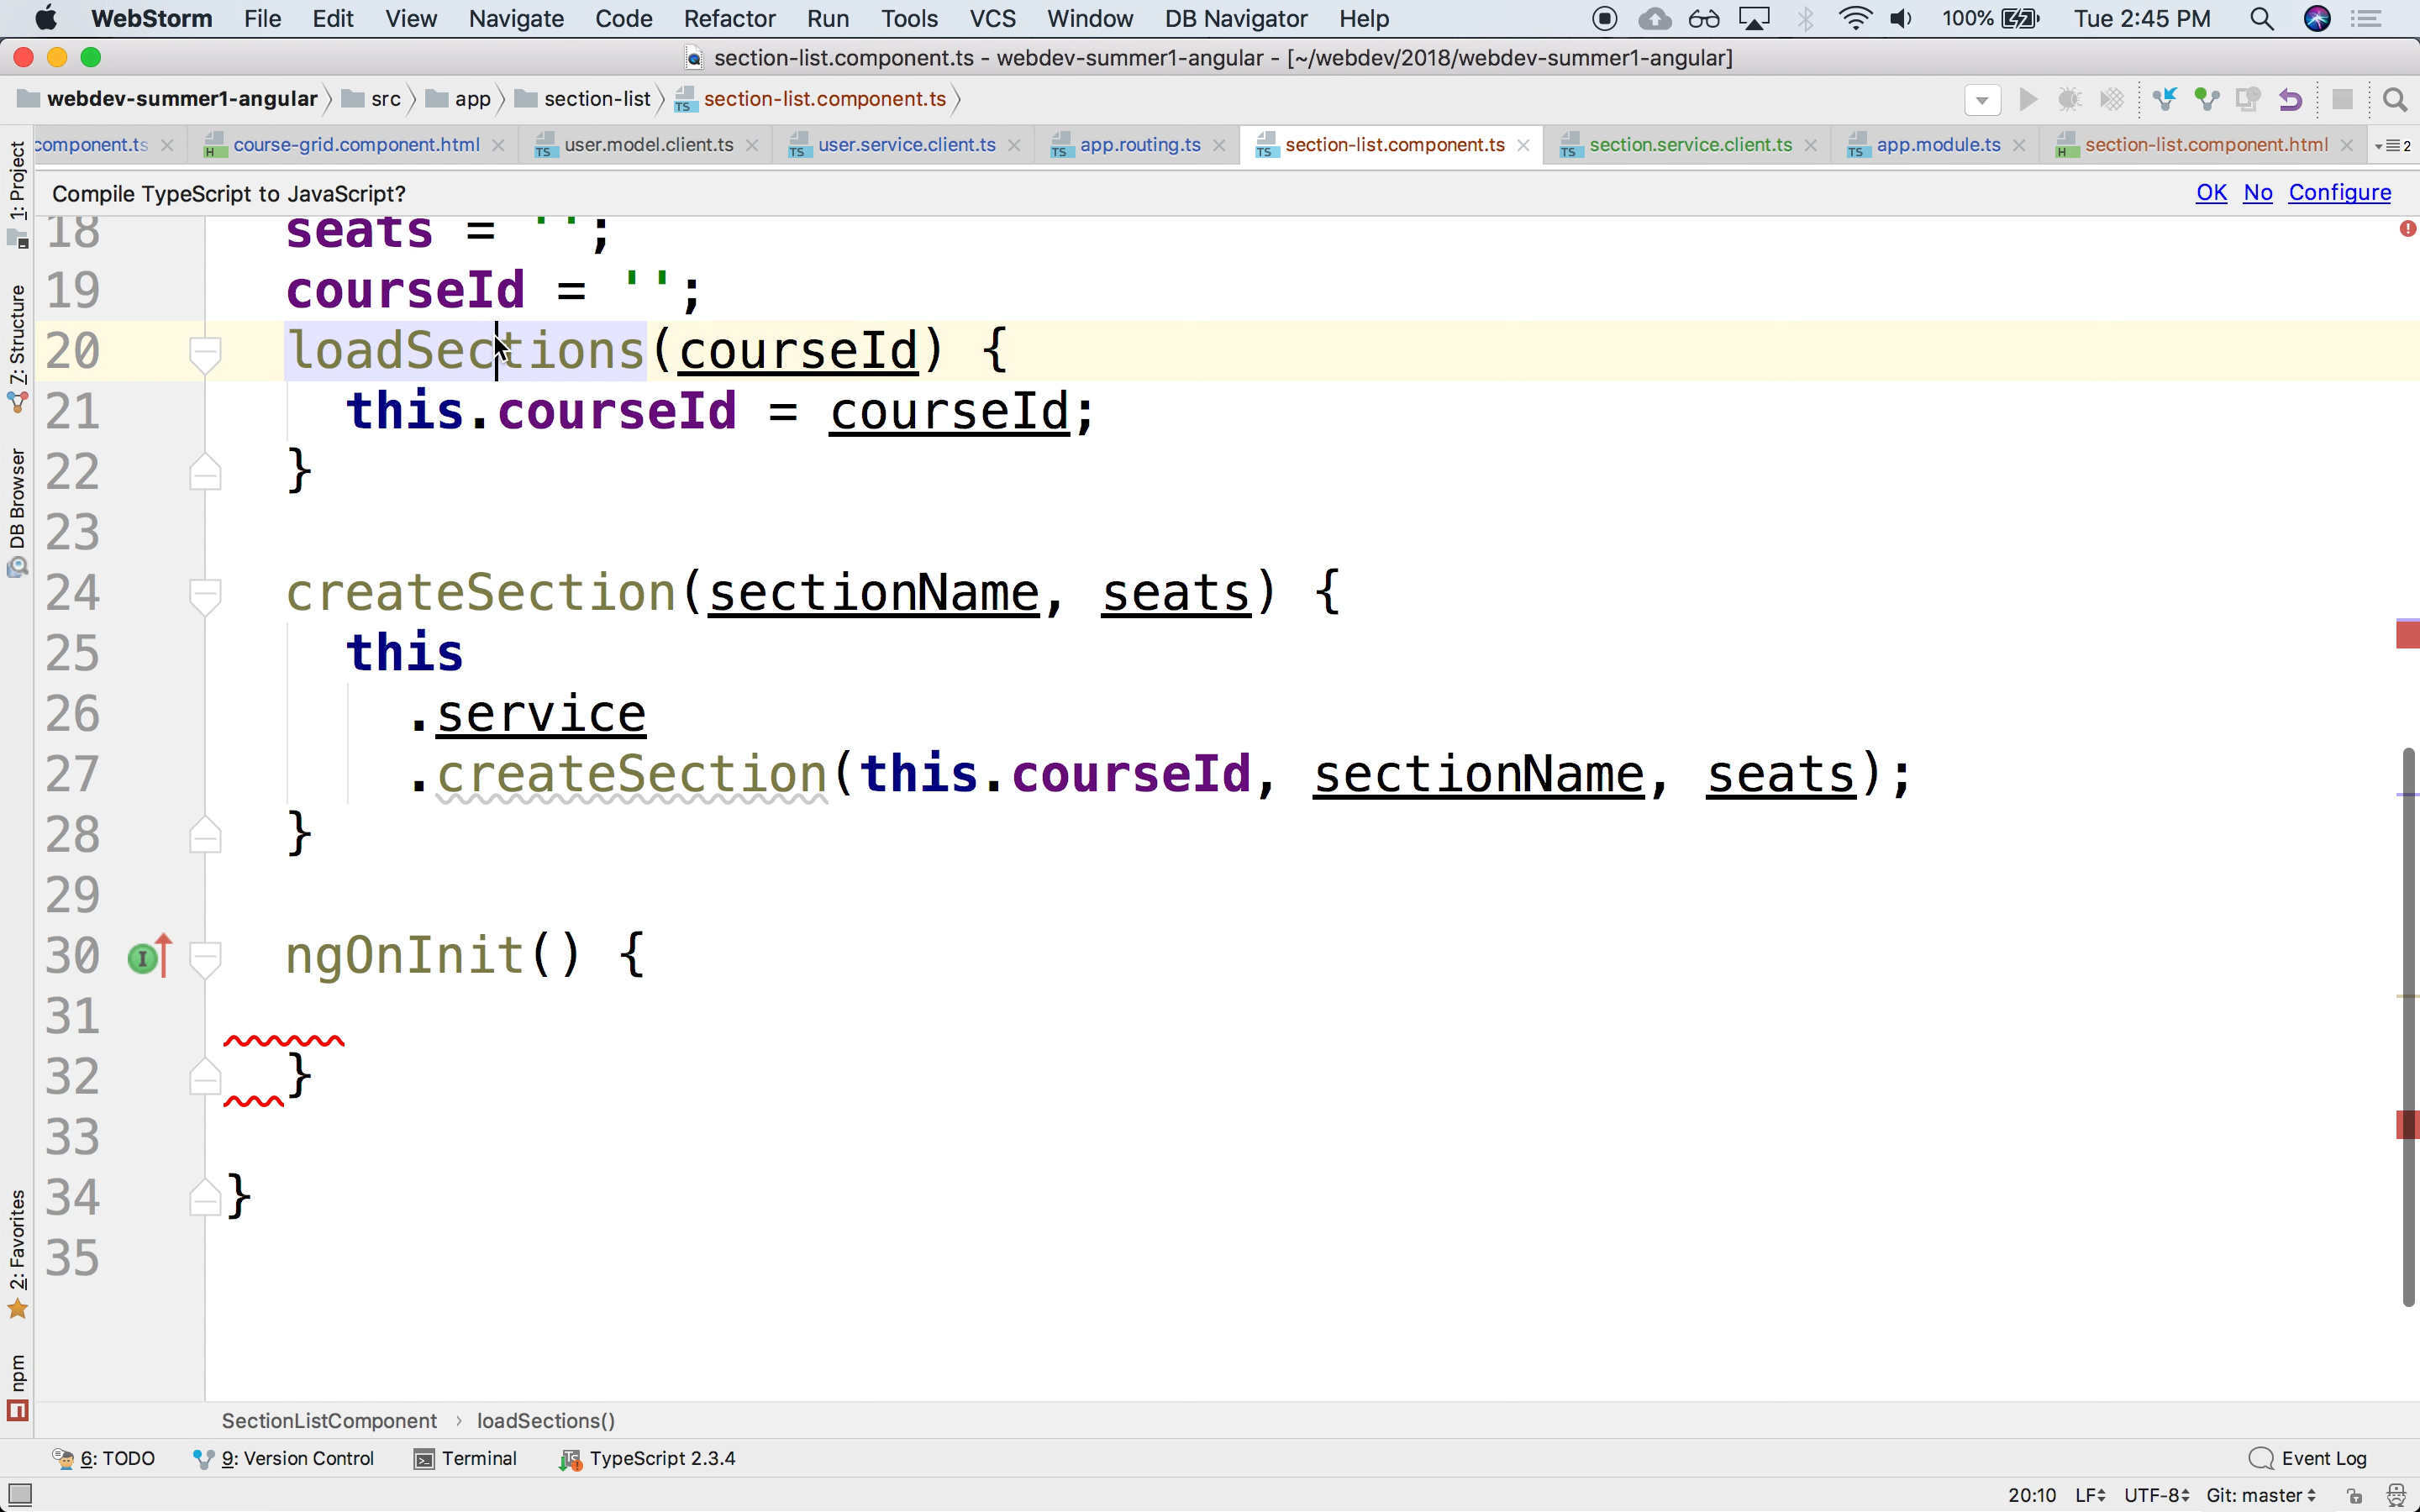 WebStorm File Edit View Navigate Code Refactor Run Tools VCS Window DB Navigator Help 100% Tue 2:45 PM
section-list.component.ts - webdev-summer1-angular - [~/webdev/2018/webdev-summer1-angular]
webdev-summer1-angular src app section-list section-list.component.ts
component.ts course-grid.component.html user.model.client.ts user.service.client.ts app.routing.ts section-list.component.ts section.service.client.ts app.module.ts section-list.component.html 2
Compile TypeScript to JavaScript? OK No Configure
1: Project
7: Structure
DB Browser
2: Favorites
npm
18 seats = '';
19 courseId = '';
20 loadSections(courseId) {
21 this.courseId = courseId;
22 }
23
24 createSection(sectionName, seats) {
25 this
26 .service
27 .createSection(this.courseId, sectionName, seats);
28 }
29
30 ngOnInit() {
31
32 }
33
34 }
35
SectionListComponent › loadSections()
6: TODO 9: Version Control Terminal TypeScript 2.3.4 Event Log
20:10 LF UTF-8 Git: master